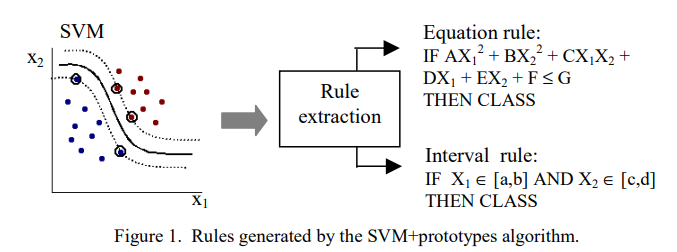 SVM
X₂
X₁
Rule
extraction
Equation rule:
IF AX₁² + BX₂² + CX₁X₂ +
DX₁ + EX₂ + F ≤ G
THEN CLASS
Interval rule:
IF X₁ ∈ [a,b] AND X₂ ∈ [c,d]
THEN CLASS
Figure 1. Rules generated by the SVM+prototypes algorithm.